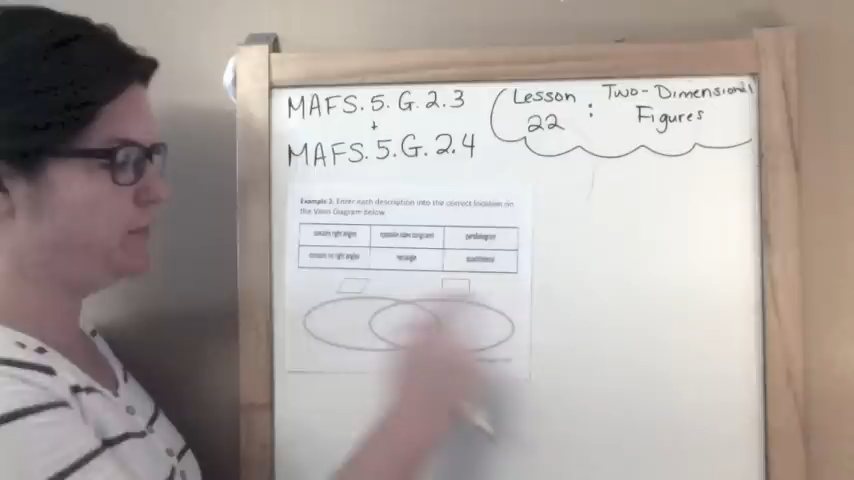 MAFS.5.G.2.3
+
MAFS.5.G.2.4
Lesson 22 : Two-Dimensional Figures
Example 2. Enter each description into the correct location on
the Venn Diagram below
contains right angles opposite sides congruent parallelogram
contains no right angles rectangle quadrilateral